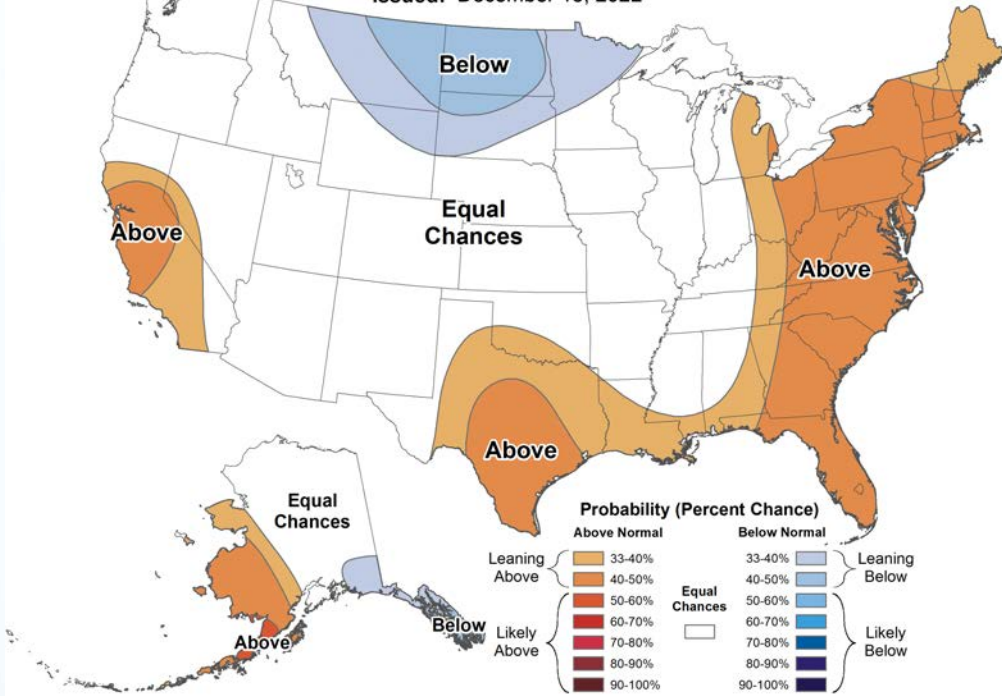 Below
Above
Equal
Chances
Above
Above
Equal
Chances
Above
Below
Probability (Percent Chance)
Above Normal
Below Normal
Leaning
Above
33-40%
40-50%
Likely
Above
50-60%
60-70%
70-80%
80-90%
90-100%
Equal
Chances
33-40%
40-50%
Leaning
Below
50-60%
60-70%
70-80%
80-90%
90-100%
Likely
Below